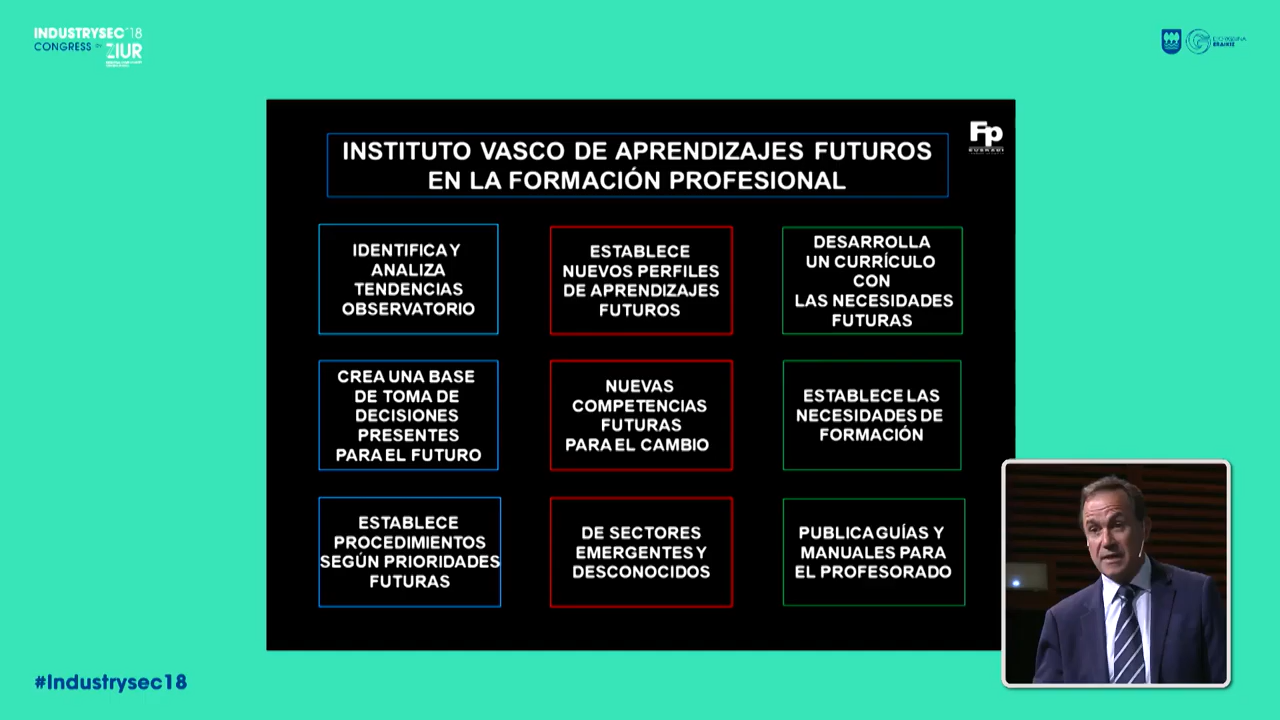 INDUSTRYSEC'18
CONGRESS BY ZIUR
Fp
EUSKADI
INSTITUTO VASCO DE APRENDIZAJES FUTUROS
EN LA FORMACIÓN PROFESIONAL
IDENTIFICA Y
ANALIZA
TENDENCIAS
OBSERVATORIO
ESTABLECE
NUEVOS PERFILES
DE APRENDIZAJES
FUTUROS
DESARROLLA
UN CURRÍCULO
CON
LAS NECESIDADES
FUTURAS
CREA UNA BASE
DE TOMA DE
DECISIONES
PRESENTES
PARA EL FUTURO
NUEVAS
COMPETENCIAS
FUTURAS
PARA EL CAMBIO
ESTABLECE LAS
NECESIDADES DE
FORMACIÓN
ESTABLECE
PROCEDIMIENTOS
SEGÚN PRIORIDADES
FUTURAS
DE SECTORES
EMERGENTES Y
DESCONOCIDOS
PUBLICA GUÍAS Y
MANUALES PARA
EL PROFESORADO
#Industrysec18